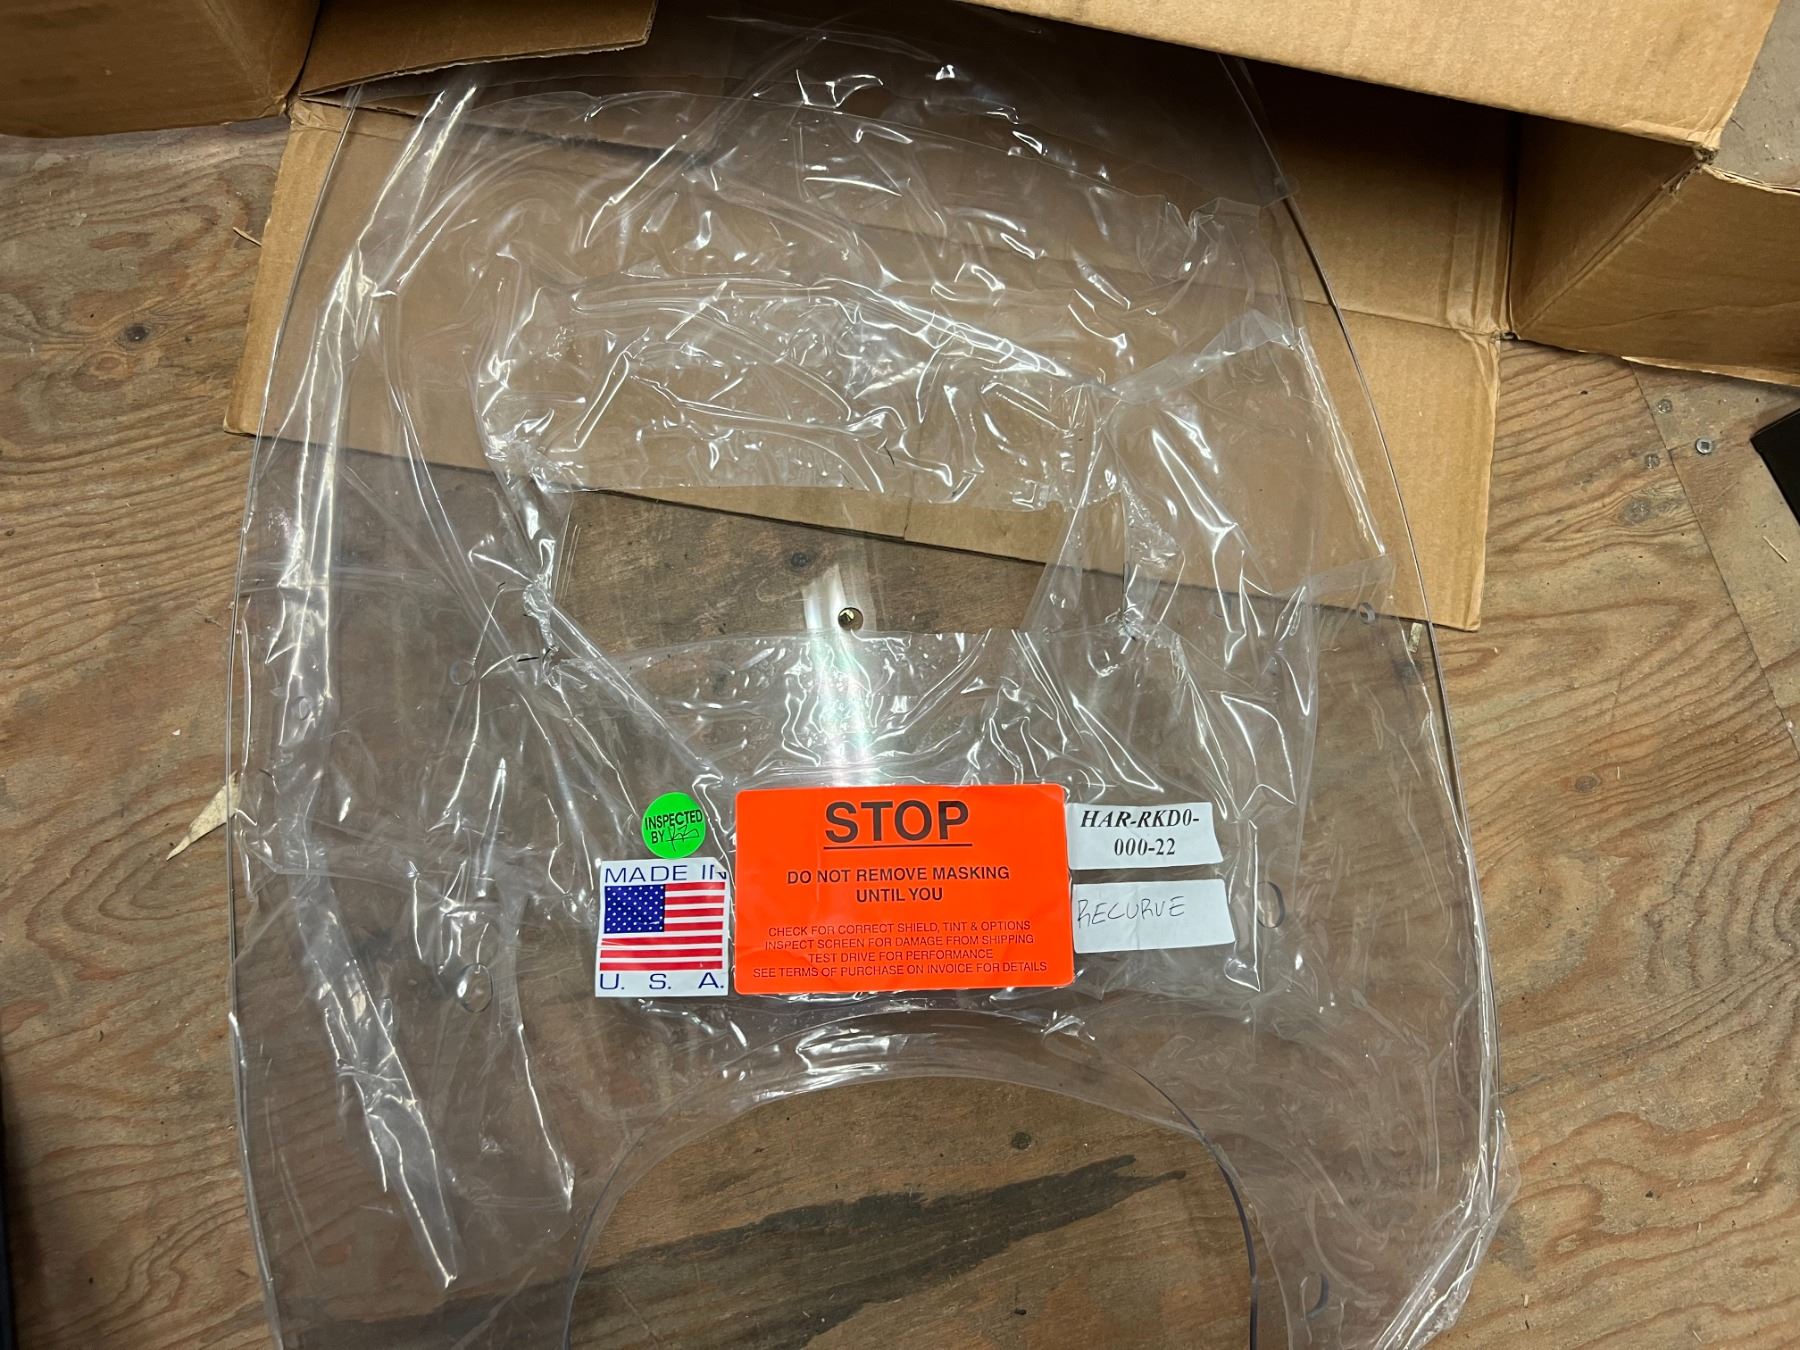 INSPECTED
BY
MADE IN
U. S. A.
STOP
DO NOT REMOVE MASKING
UNTIL YOU
CHECK FOR CORRECT SHIELD, TINT & OPTIONS
INSPECT SCREEN FOR DAMAGE FROM SHIPPING
TEST DRIVE FOR PERFORMANCE
SEE TERMS OF PURCHASE ON INVOICE FOR DETAILS
HAR-RKD0-
000-22
RECURVE